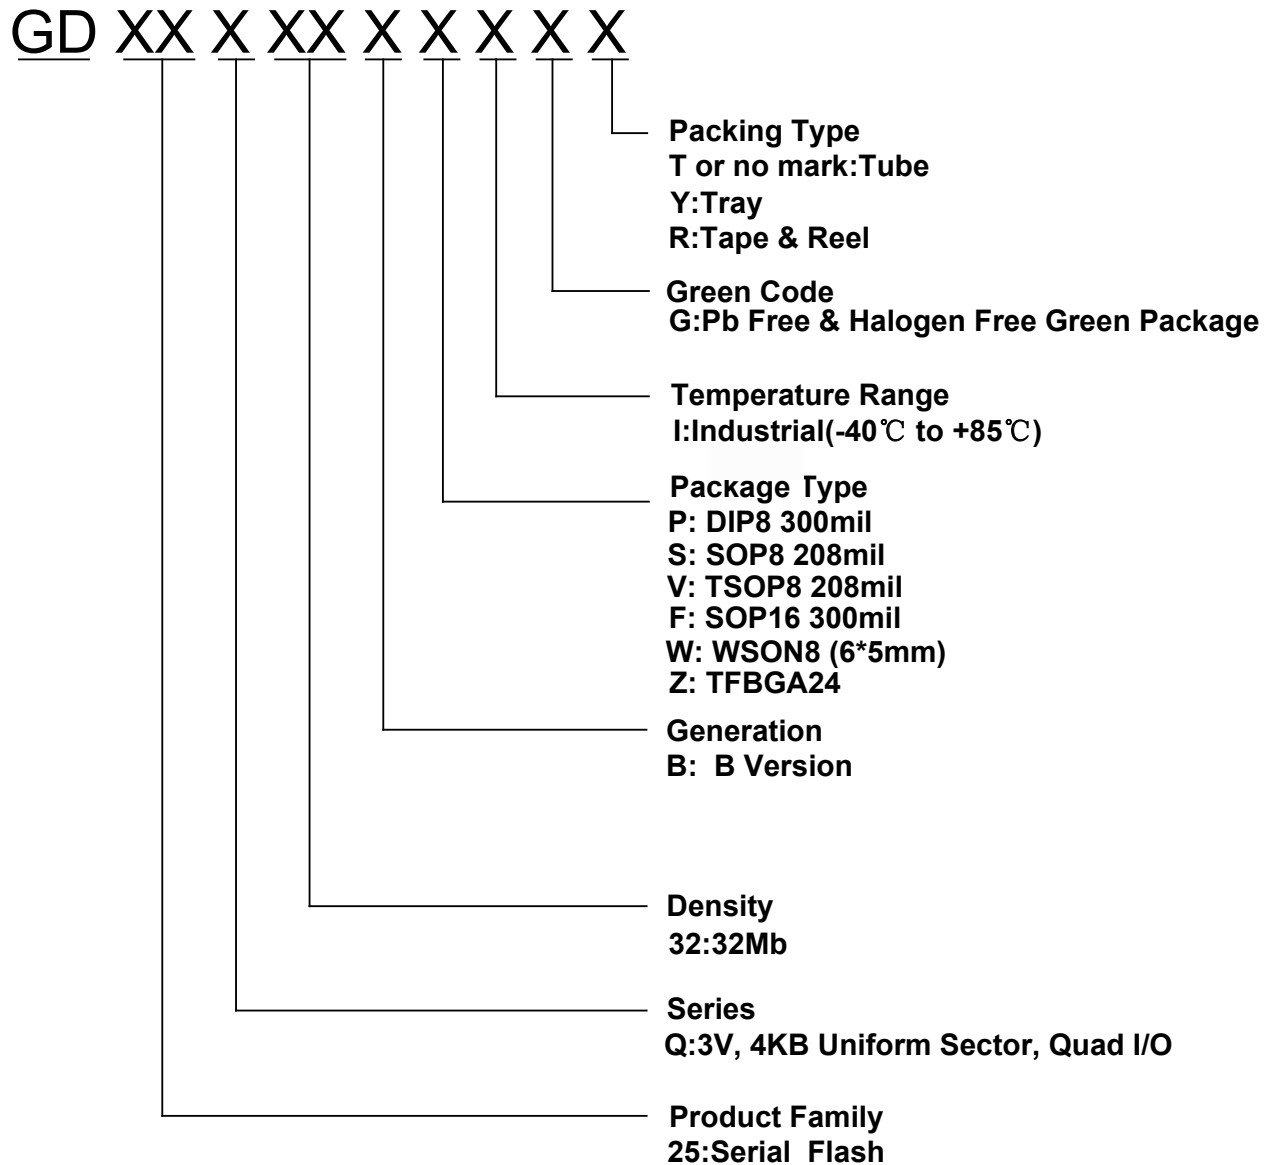 GD XX X XX X X X X X
Packing Type
T or no mark:Tube
Y:Tray
R:Tape & Reel
Green Code
G:Pb Free & Halogen Free Green Package
Temperature Range
I:Industrial(-40℃ to +85℃)
Package Type
P: DIP8 300mil
S: SOP8 208mil
V: TSOP8 208mil
F: SOP16 300mil
W: WSON8 (6*5mm)
Z: TFBGA24
Generation
B: B Version
Density
32:32Mb
Series
Q:3V, 4KB Uniform Sector, Quad I/O
Product Family
25:Serial Flash